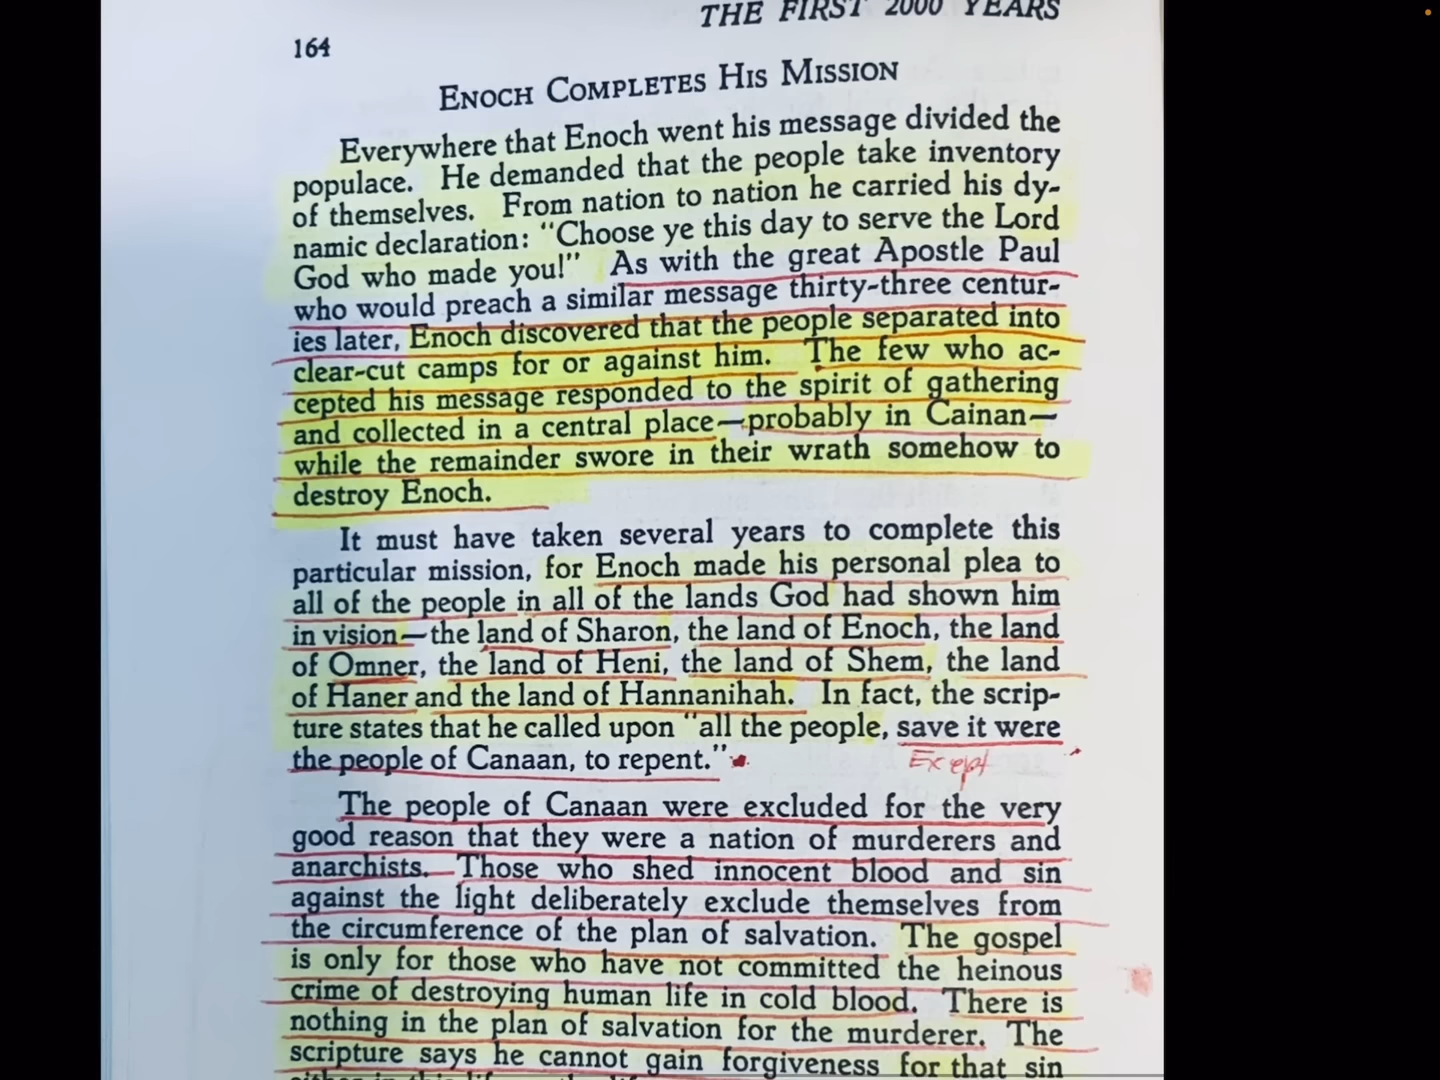 THE FIRST 2000 YEARS
164
ENOCH COMPLETES HIS MISSION
Everywhere that Enoch went his message divided the
populace. He demanded that the people take inventory
of themselves. From nation to nation he carried his dy-
namic declaration: "Choose ye this day to serve the Lord
God who made you!" As with the great Apostle Paul
who would preach a similar message thirty-three centur-
ies later, Enoch discovered that the people separated into
clear-cut camps for or against him. The few who ac-
cepted his message responded to the spirit of gathering
and collected in a central place—probably in Cainan—
while the remainder swore in their wrath somehow to
destroy Enoch.
It must have taken several years to complete this
particular mission, for Enoch made his personal plea to
all of the people in all of the lands God had shown him
in vision—the land of Sharon, the land of Enoch, the land
of Omner, the land of Heni, the land of Shem, the land
of Haner and the land of Hannanihah. In fact, the scrip-
ture states that he called upon "all the people, save it were
the people of Canaan, to repent."
Except
The people of Canaan were excluded for the very
good reason that they were a nation of murderers and
anarchists. Those who shed innocent blood and sin
against the light deliberately exclude themselves from
the circumference of the plan of salvation. The gospel
is only for those who have not committed the heinous
crime of destroying human life in cold blood. There is
nothing in the plan of salvation for the murderer. The
scripture says he cannot gain forgiveness for that sin